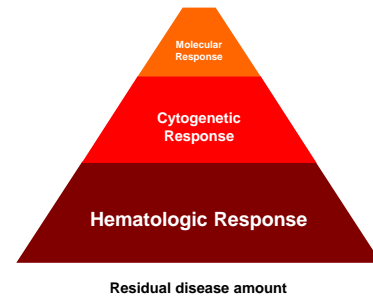 Molecular
Response
Cytogenetic
Response
Hematologic Response
Residual disease amount